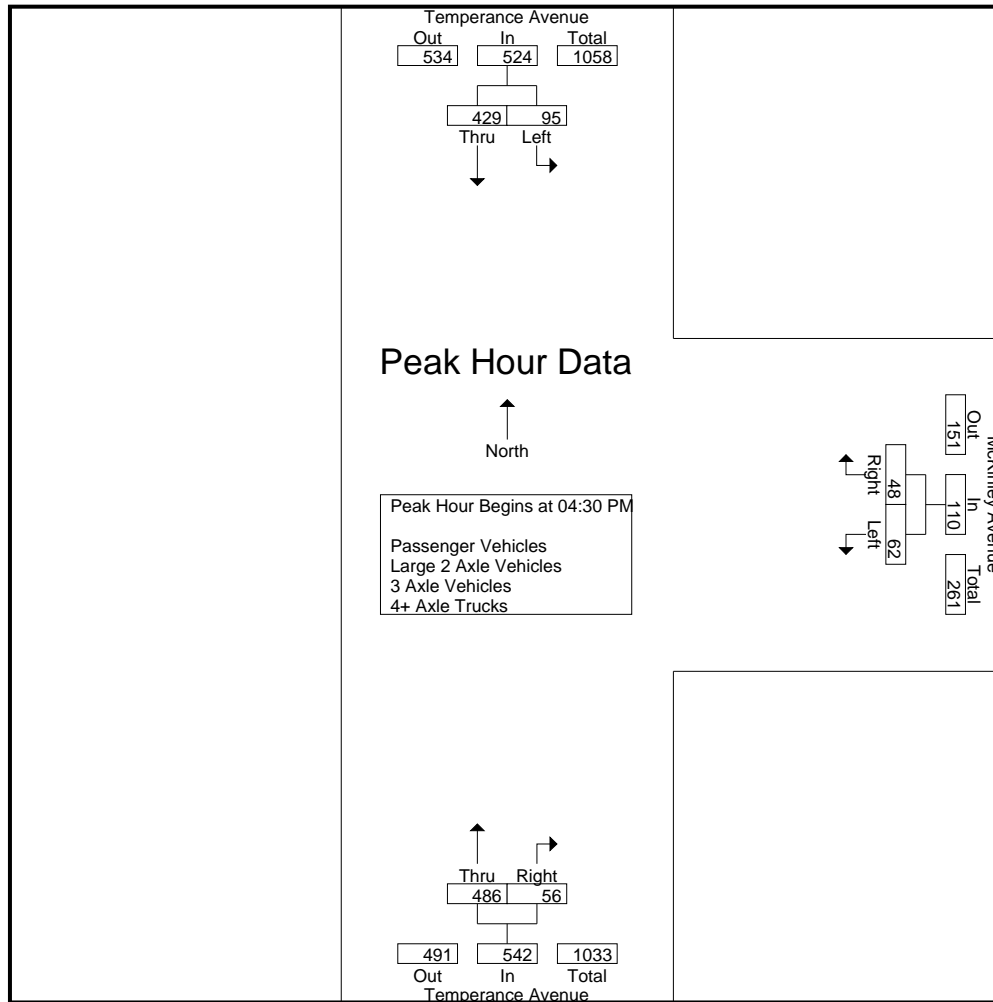 Temperance Avenue
Out In Total
534 524 1058
429 95
Thru Left
Peak Hour Data
North
Peak Hour Begins at 04:30 PM
Passenger Vehicles
Large 2 Axle Vehicles
3 Axle Vehicles
4+ Axle Trucks
McKinley Avenue
Out In Total
151 110 261
Right Left
48 62
Thru Right
486 56
491 542 1033
Out In Total
Temperance Avenue